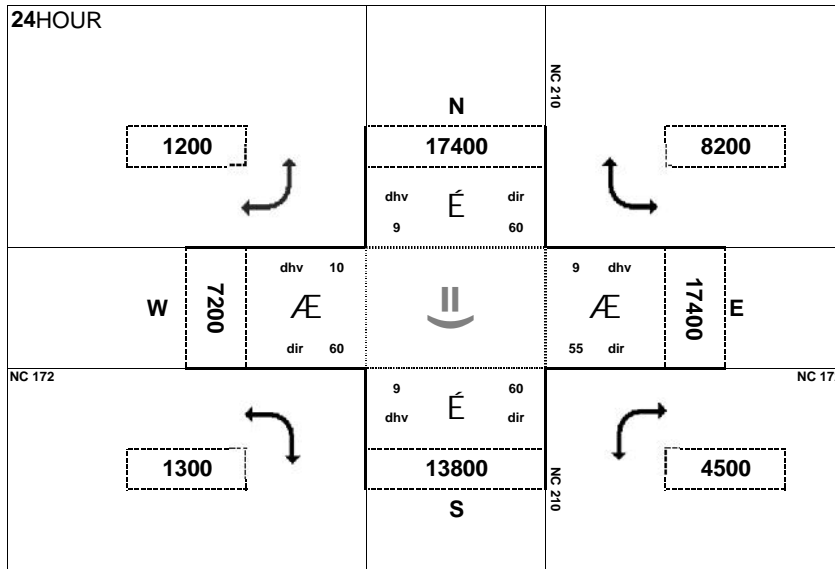 24HOUR
NC 210
N
1200
17400
8200
dhv É dir
9 60
dhv 10
9 dhv
W
7200
Æ
Æ
17400
E
dir 60
55 dir
NC 172
NC 172
9 60
dhv É dir
1300
13800
4500
NC 210
S